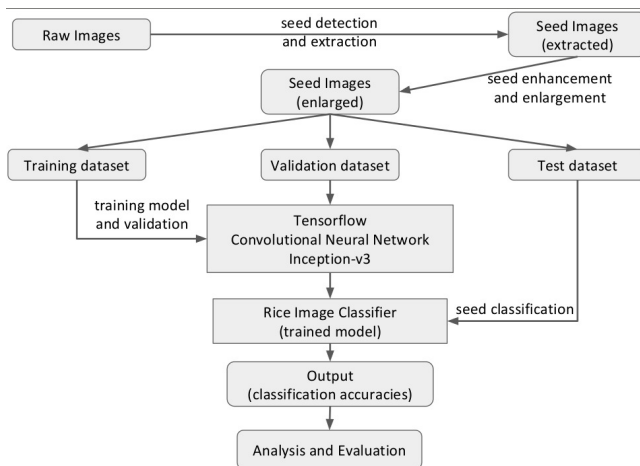 Raw Images
seed detection
and extraction
Seed Images
(extracted)
Seed Images
(enlarged)
seed enhancement
and enlargement
Training dataset
Validation dataset
Test dataset
training model
and validation
Tensorflow
Convolutional Neural Network
Inception-v3
Rice Image Classifier
(trained model)
seed classification
Output
(classification accuracies)
Analysis and Evaluation